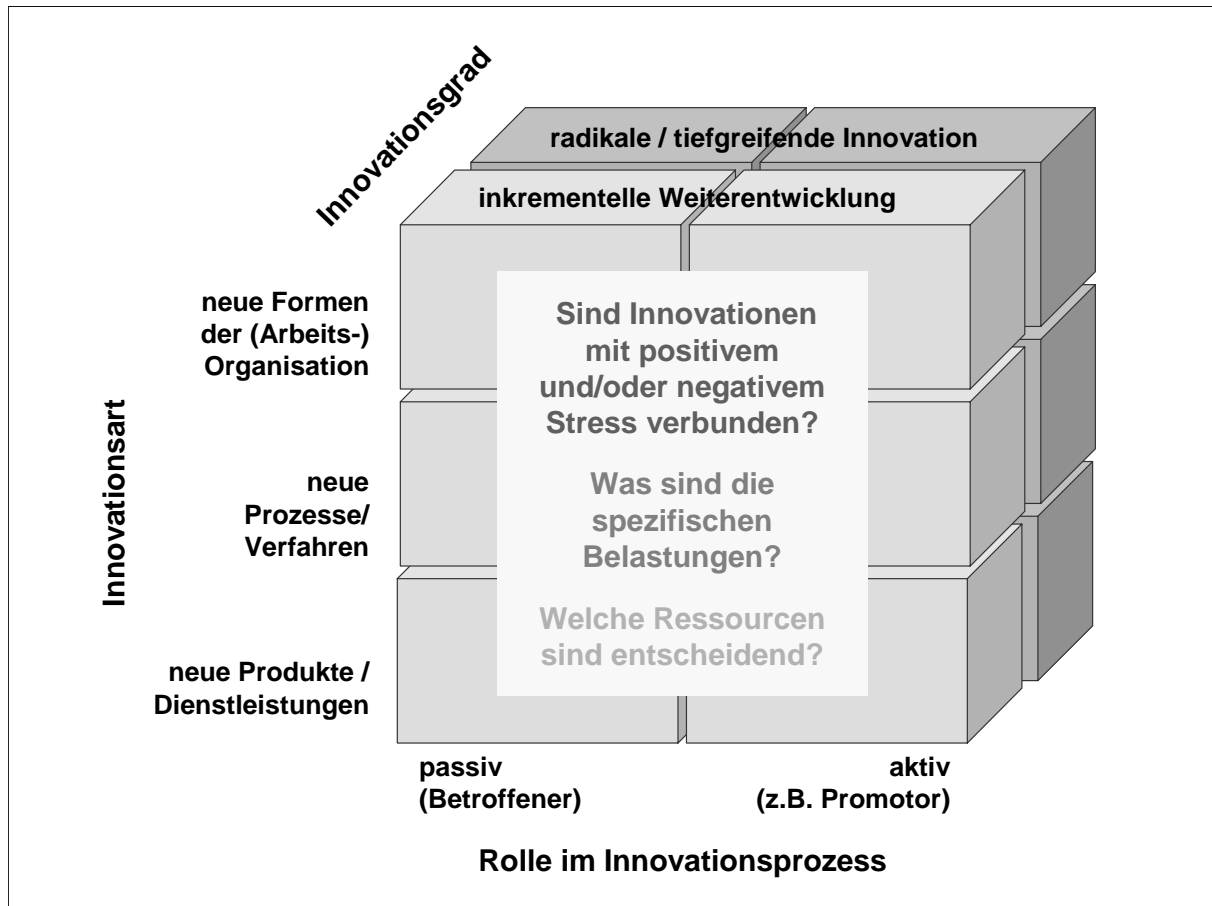 Innovationsgrad
radikale / tiefgreifende Innovation
inkrementelle Weiterentwicklung
Innovationsart
neue Formen
der (Arbeits-)
Organisation
neue
Prozesse/
Verfahren
neue Produkte /
Dienstleistungen
Sind Innovationen
mit positivem
und/oder negativem
Stress verbunden?
Was sind die
spezifischen
Belastungen?
Welche Ressourcen
sind entscheidend?
passiv
(Betroffener)
aktiv
(z.B. Promotor)
Rolle im Innovationsprozess